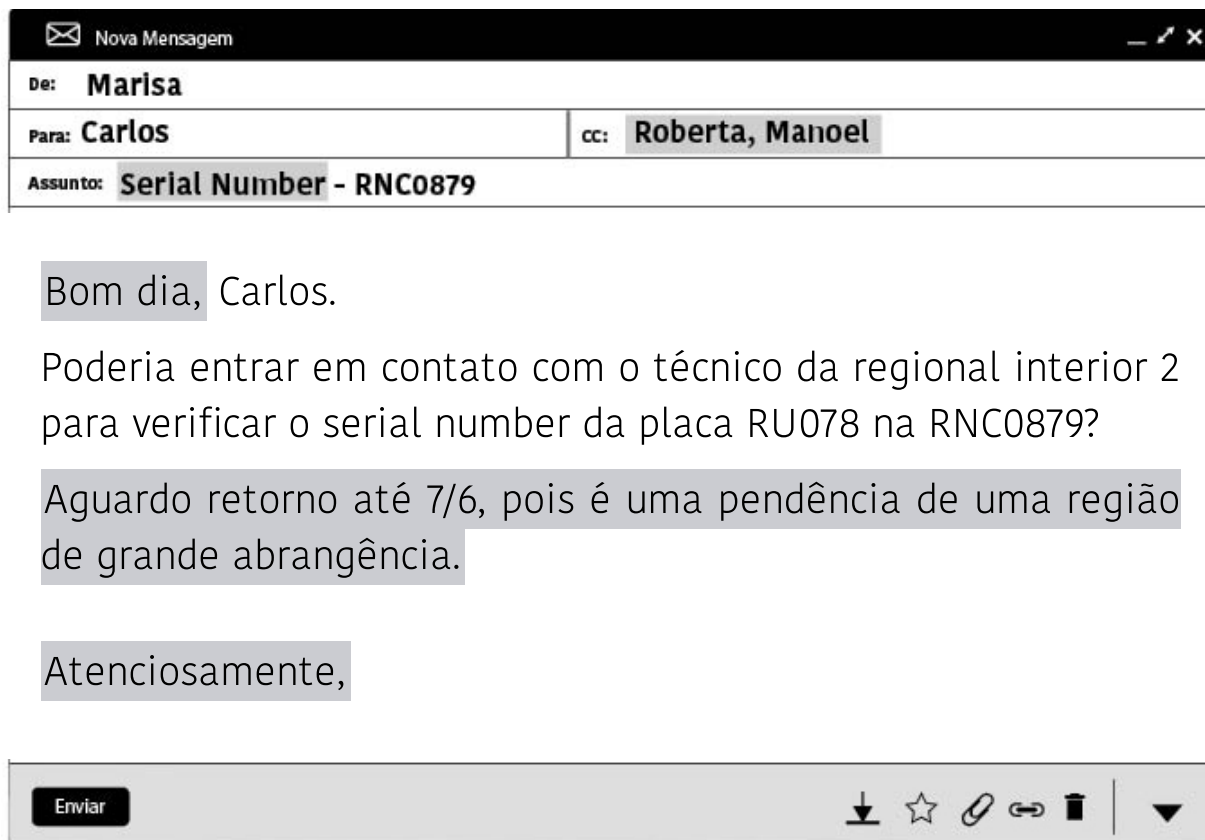 Nova Mensagem
De: Marisa
Para: Carlos
cc: Roberta, Manoel
Assunto: Serial Number - RNC0879
Bom dia, Carlos.
Poderia entrar em contato com o técnico da regional interior 2
para verificar o serial number da placa RU078 na RNC0879?
Aguardo retorno até 7/6, pois é uma pendência de uma região
de grande abrangência.
Atenciosamente,
Enviar